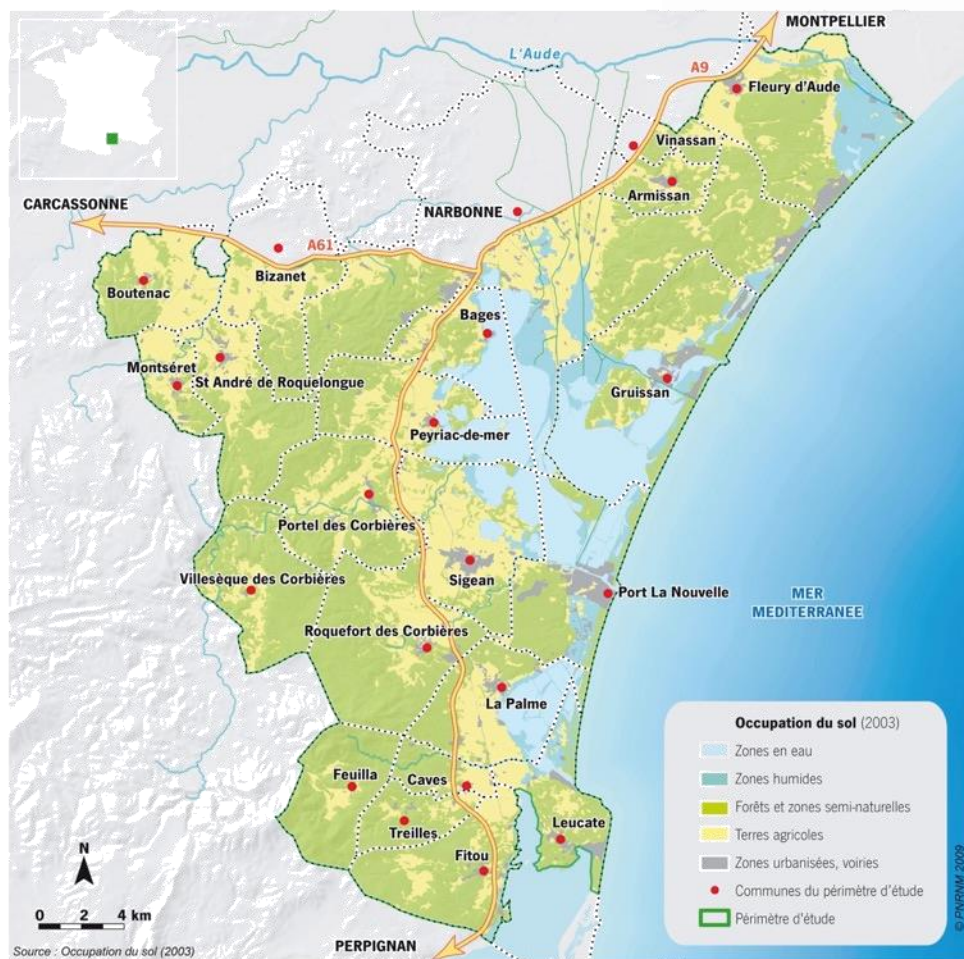 MONTPELLIER
L'Aude
A9
Fleury d'Aude
Vinassan
Armissan
CARCASSONNE
NARBONNE
A61
Bizanet
Boutenac
Bages
Montséret
St André de Roquelongue
Gruissan
Peyriac-de-mer
Portel des Corbières
Sigean
Villesèque des Corbières
Port La Nouvelle
MER
MEDITERRANEE
Roquefort des Corbières
La Palme
Feuilla
Caves
Treilles
Leucate
Fitou
N
0 2 4 km
PERPIGNAN
Source : Occupation du sol (2003)
Occupation du sol (2003)
Zones en eau
Zones humides
Forêts et zones semi-naturelles
Terres agricoles
Zones urbanisées, voiries
Communes du périmètre d'étude
Périmètre d'étude
© PNRNM 2009